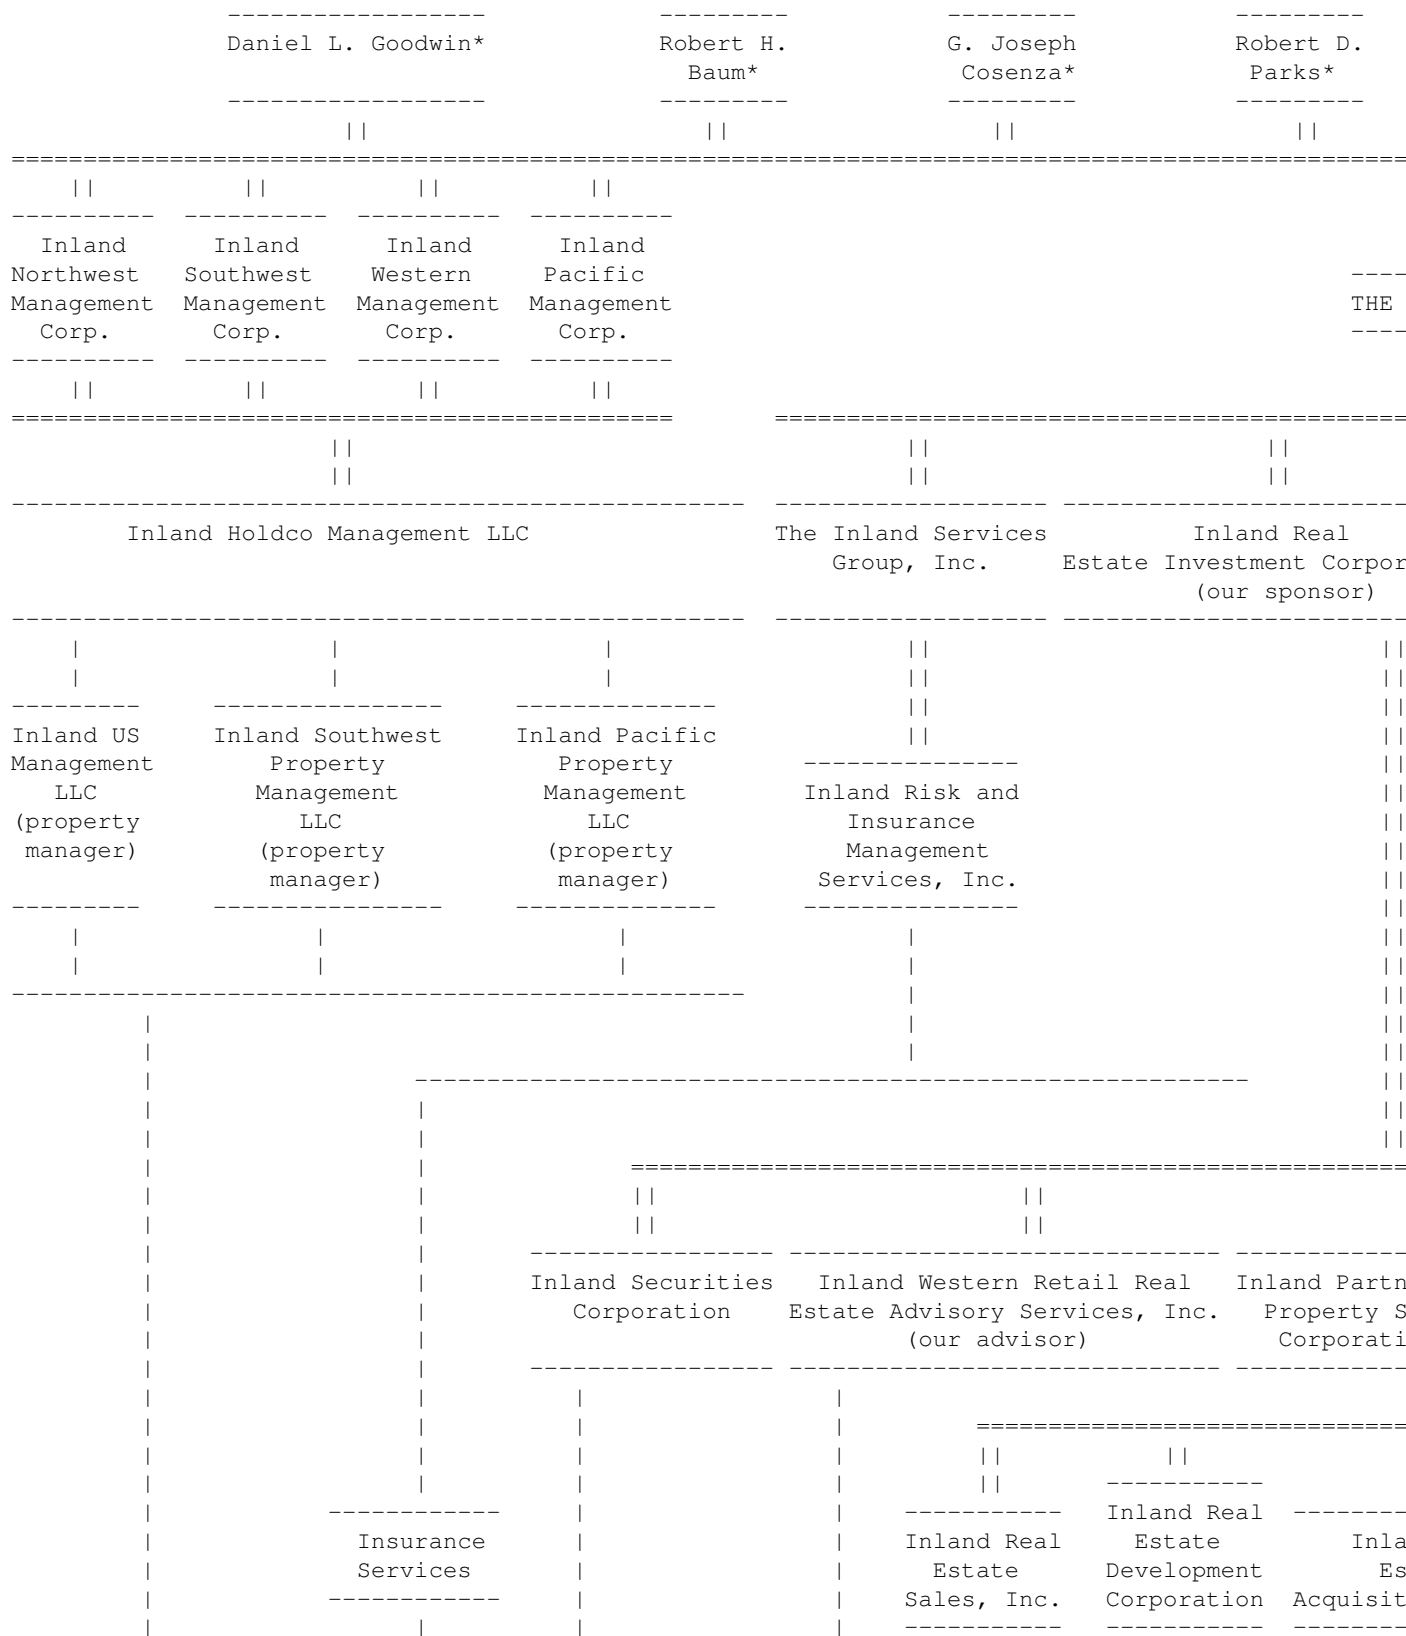 Daniel L. Goodwin* Robert H. G. Joseph Robert D.
Baum* Cosenza* Parks*
Inland Inland Inland Inland
Northwest Southwest Western Pacific
Management Management Management Management THE
Corp. Corp. Corp. Corp.
Inland Holdco Management LLC The Inland Services Inland Real
Group, Inc. Estate Investment Corpor
(our sponsor)
Inland US Inland Southwest Inland Pacific
Management Property Property
LLC Management Management Inland Risk and
(property LLC LLC Insurance
manager) (property (property Management
manager) manager) Services, Inc.
Inland Securities Inland Western Retail Real Inland Partn
Corporation Estate Advisory Services, Inc. Property S
(our advisor) Corporati
Inland Real
Insurance Inland Real Estate Inla
Services Estate Development Es
Sales, Inc. Corporation Acquisit